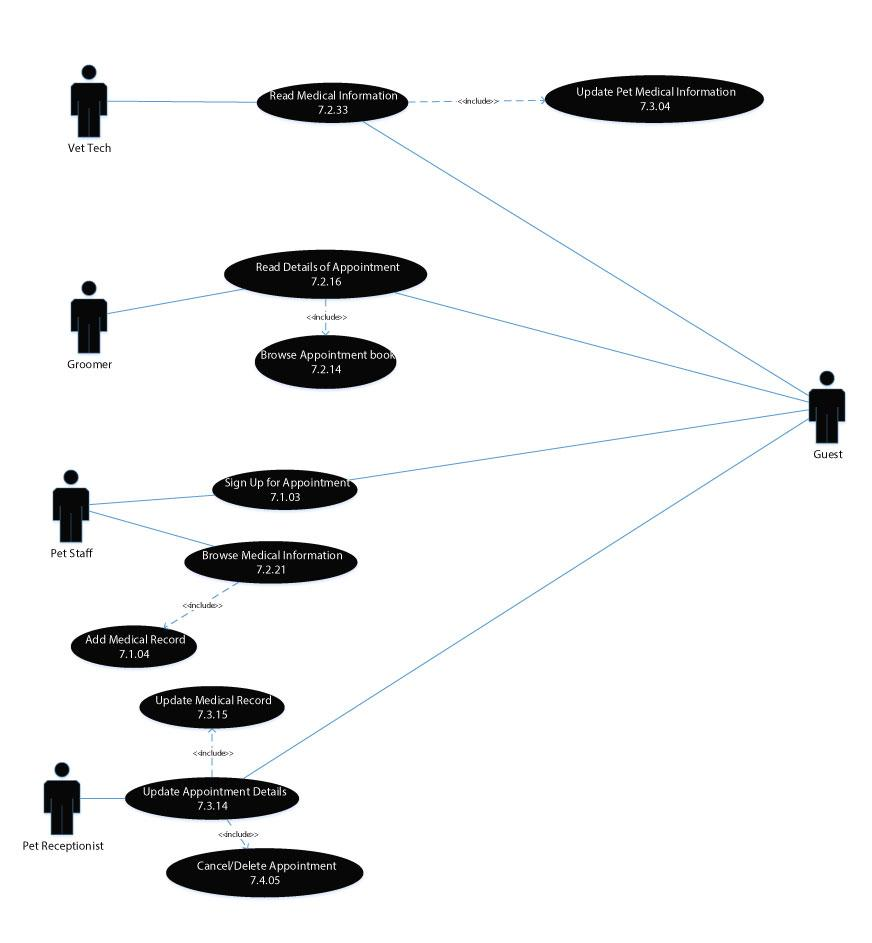 Read Medical Information
7.2.33
<<include>>
Update Pet Medical Information
7.3.04
Vet Tech
Read Details of Appointment
7.2.16
<<include>>
Browse Appointment book
7.2.14
Groomer
Guest
Sign Up for Appointment
7.1.03
Pet Staff
Browse Medical Information
7.2.21
<<include>>
Add Medical Record
7.1.04
Update Medical Record
7.3.15
<<include>>
Update Appointment Details
7.3.14
Pet Receptionist
<<include>>
Cancel/Delete Appointment
7.4.05